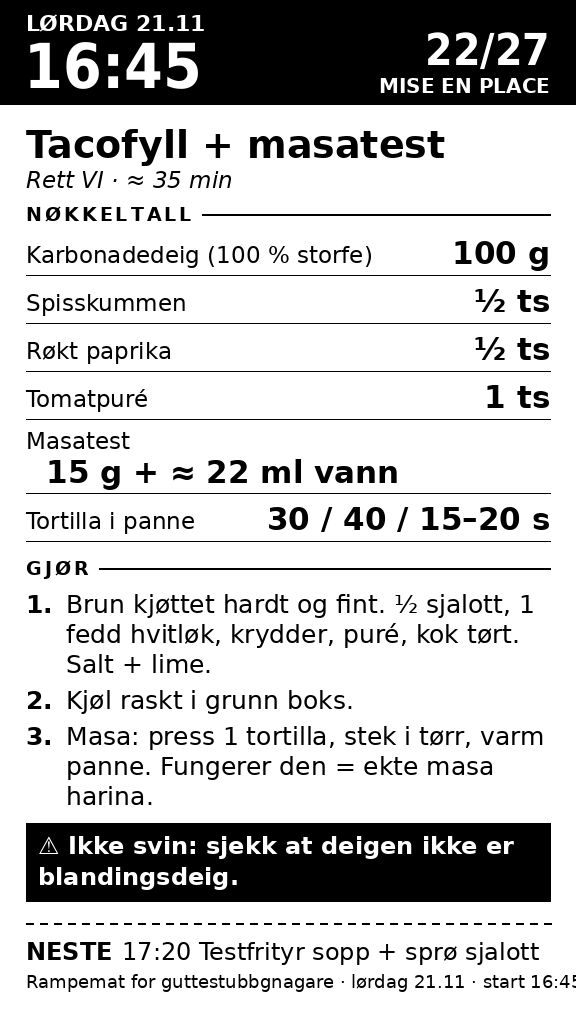 LØRDAG 21.11
16:45
22/27
MISE EN PLACE
Tacofyll + masatest
Rett VI · ≈ 35 min
NØKKELTALL
Karbonadedeig (100 % storfe) 100 g
Spisskummen ½ ts
Røkt paprika ½ ts
Tomatpuré 1 ts
Masatest
15 g + ≈ 22 ml vann
Tortilla i panne 30 / 40 / 15–20 s
GJØR
1. Brun kjøttet hardt og fint. ½ sjalott, 1
fedd hvitløk, krydder, puré, kok tørt.
Salt + lime.
2. Kjøl raskt i grunn boks.
3. Masa: press 1 tortilla, stek i tørr, varm
panne. Fungerer den = ekte masa
harina.
⚠ Ikke svin: sjekk at deigen ikke er
blandingsdeig.
NESTE 17:20 Testfrityr sopp + sprø sjalott
Rampemat for guttestubbgnagare · lørdag 21.11 · start 16:45